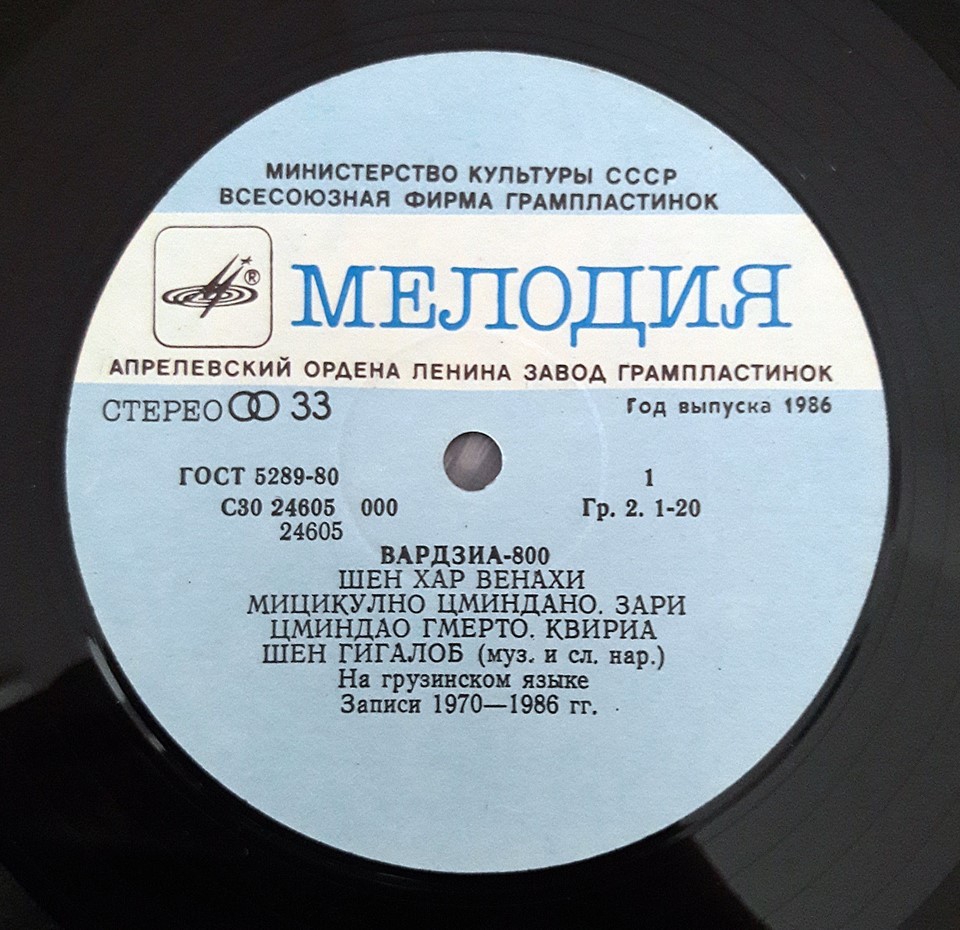 МИНИСТЕРСТВО КУЛЬТУРЫ СССР
ВСЕСОЮЗНАЯ ФИРМА ГРАМПЛАСТИНОК
® МЕЛОДИЯ
АПРЕЛЕВСКИЙ ОРДЕНА ЛЕНИНА ЗАВОД ГРАМПЛАСТИНОК
СТЕРЕО 33 Год выпуска 1986
ГОСТ 5289-80 1
С30 24605 000 Гр. 2. 1-20
24605
ВАРДЗИА-800
ШЕН ХАР ВЕНАХИ
МИЦИКУЛНО ЦМИНДАНО. ЗАРИ
ЦМИНДАО ГМЕРТО. КВИРИА
ШЕН ГИГАЛОБ (муз. и сл. нар.)
На грузинском языке
Записи 1970—1986 гг.